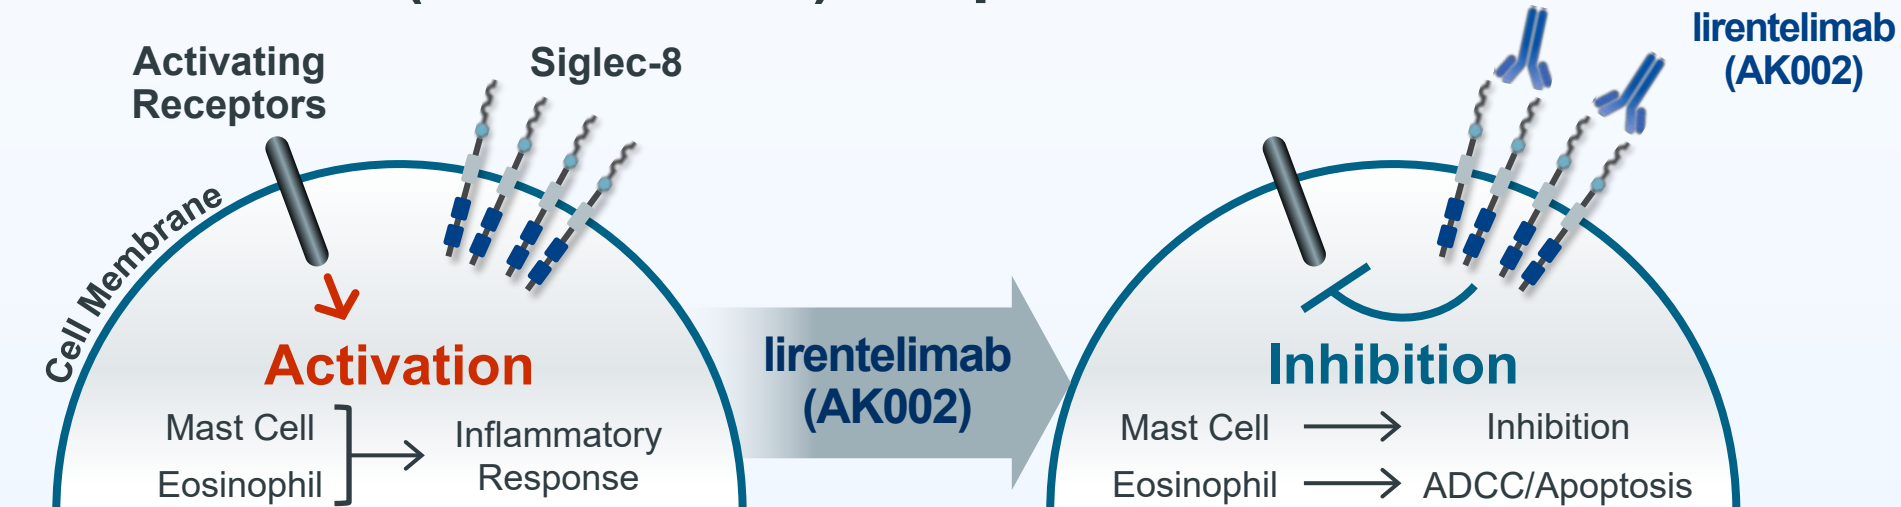 Activating
Receptors
Siglec-8
Cell Membrane
Activation
Mast Cell
Eosinophil
Inflammatory
Response
lirentelimab
(AK002)
lirentelimab
(AK002)
Inhibition
Mast Cell
Inhibition
Eosinophil
ADCC/Apoptosis